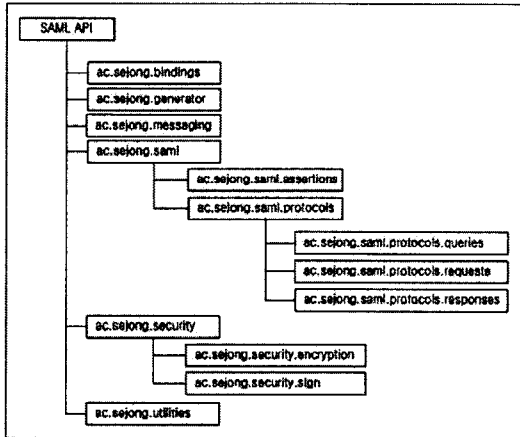 SAML API
ac.sejong.bindings
ac.sejong.generator
ac.sejong.messaging
ac.sejong.saml
ac.sejong.saml.assertions
ac.sejong.saml.protocols
ac.sejong.saml.protocols.queries
ac.sejong.saml.protocols.requests
ac.sejong.saml.protocols.responses
ac.sejong.security
ac.sejong.security.encryption
ac.sejong.security.sign
ac.sejong.utilities